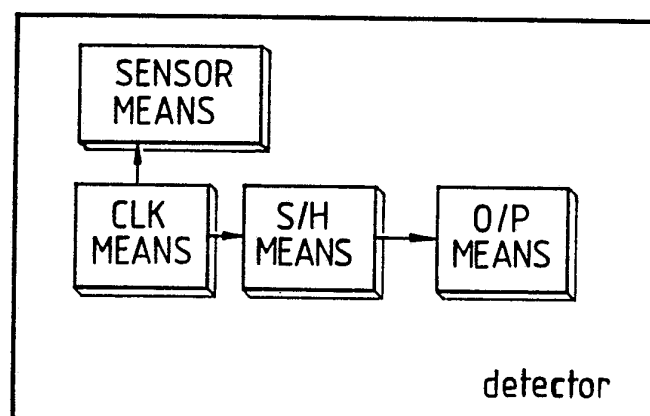 SENSOR
MEANS
CLK
MEANS
S/H
MEANS
O/P
MEANS
detector